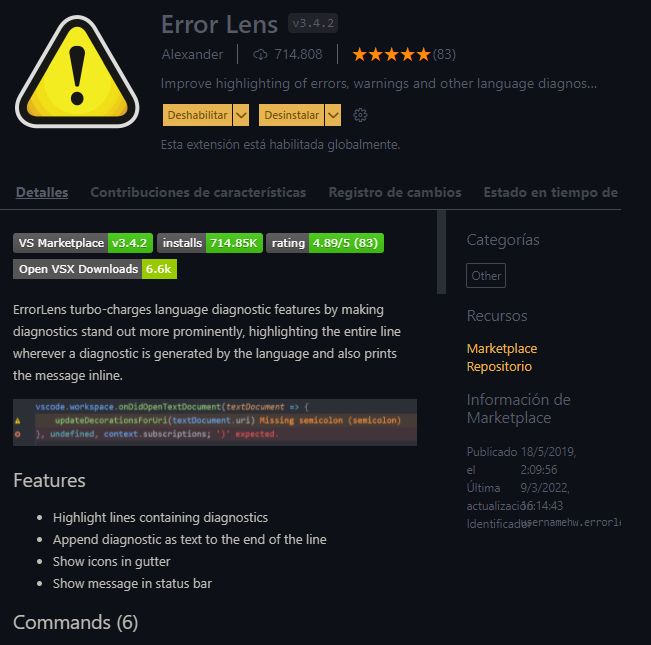 Error Lens v3.4.2
Alexander 714.808 (83)
Improve highlighting of errors, warnings and other language diagnos...
Deshabilitar Desinstalar
Esta extensión está habilitada globalmente.
Detalles Contribuciones de características Registro de cambios Estado en tiempo de
VS Marketplace v3.4.2 installs 714.85K rating 4.89/5 (83)
Open VSX Downloads 6.6k
ErrorLens turbo-charges language diagnostic features by making
diagnostics stand out more prominently, highlighting the entire line
wherever a diagnostic is generated by the language and also prints
the message inline.
vscode.workspace.onDidOpenTextDocument(textDocument => {
updateDecorationsForUri(textDocument.uri) Missing semicolon (semicolon)
}, undefined, context.subscriptions; ')' expected.
Features
Highlight lines containing diagnostics
Append diagnostic as text to the end of the line
Show icons in gutter
Show message in status bar
Commands (6)
Categorías
Other
Recursos
Marketplace
Repositorio
Información de
Marketplace
Publicado 18/5/2019,
el 2:09:56
Última 9/3/2022,
actualización 16:14:43
Identificador usernamehw.errorle